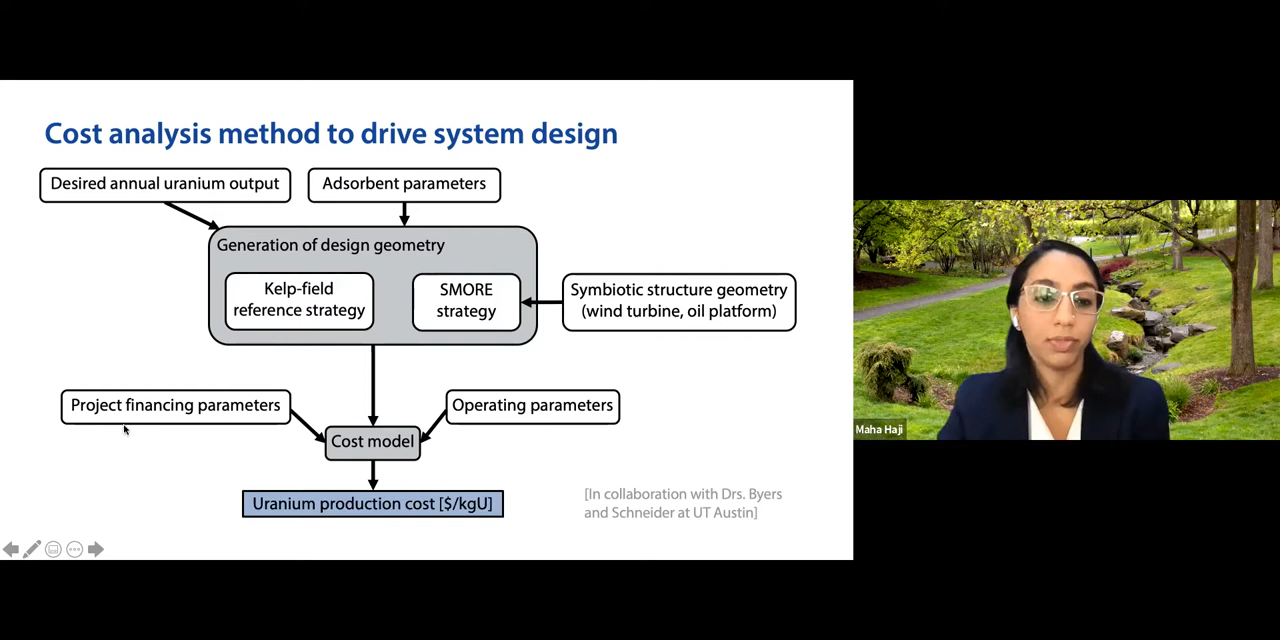 Cost analysis method to drive system design
Desired annual uranium output
Adsorbent parameters
Generation of design geometry
Kelp-field
reference strategy
SMORE
strategy
Symbiotic structure geometry
(wind turbine, oil platform)
Project financing parameters
Operating parameters
Cost model
Uranium production cost [$/kgU]
[In collaboration with Drs. Byers
and Schneider at UT Austin]
Maha Haji